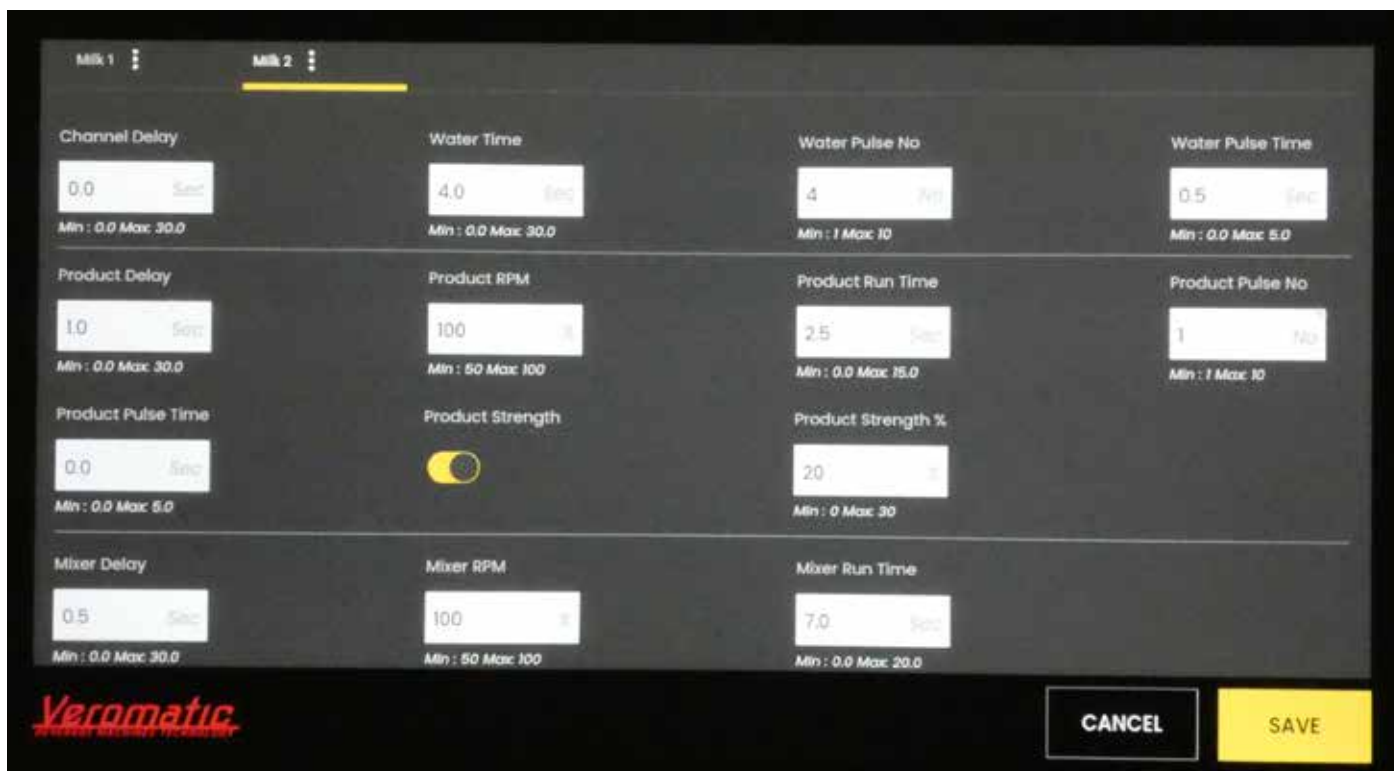 Milk 1 Milk 2
Channel Delay Water Time Water Pulse No Water Pulse Time
0.0 Sec 4.0 Sec 4 No 0.5 Sec
Min : 0.0 Max: 30.0 Min : 0.0 Max: 30.0 Min : 1 Max: 10 Min : 0.0 Max: 5.0
Product Delay Product RPM Product Run Time Product Pulse No
1.0 Sec 100 % 2.5 Sec 1 No
Min : 0.0 Max: 30.0 Min : 50 Max: 100 Min : 0.0 Max: 15.0 Min : 1 Max: 10
Product Pulse Time Product Strength Product Strength %
0.0 Sec 20 %
Min : 0.0 Max: 5.0 Min : 0 Max: 30
Mixer Delay Mixer RPM Mixer Run Time
0.5 Sec 100 % 7.0 Sec
Min : 0.0 Max: 30.0 Min : 50 Max: 100 Min : 0.0 Max: 20.0
Veromatic
CANCEL SAVE